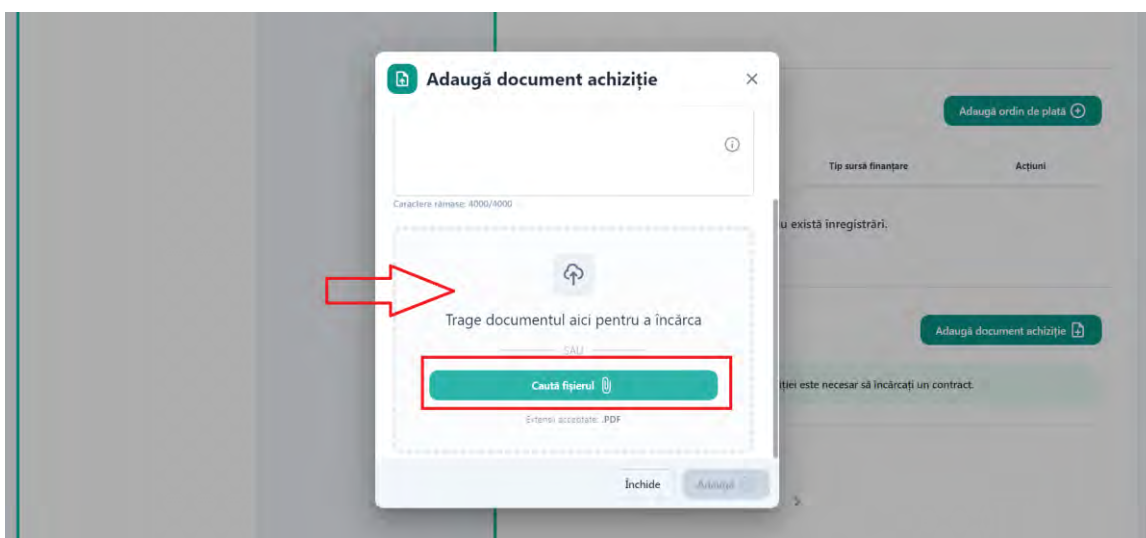 Adaugă document achiziție
Adaugă ordin de plată
Tip sursă finanțare
Acțiuni
Caractere rămase: 4000/4000
u există înregistrări.
Trage documentul aici pentru a încărca
SAU
Adaugă document achiziție
Caută fișierul
iției este necesar să încărcați un contract.
Extensii acceptate: .PDF
Închide
Adaugă